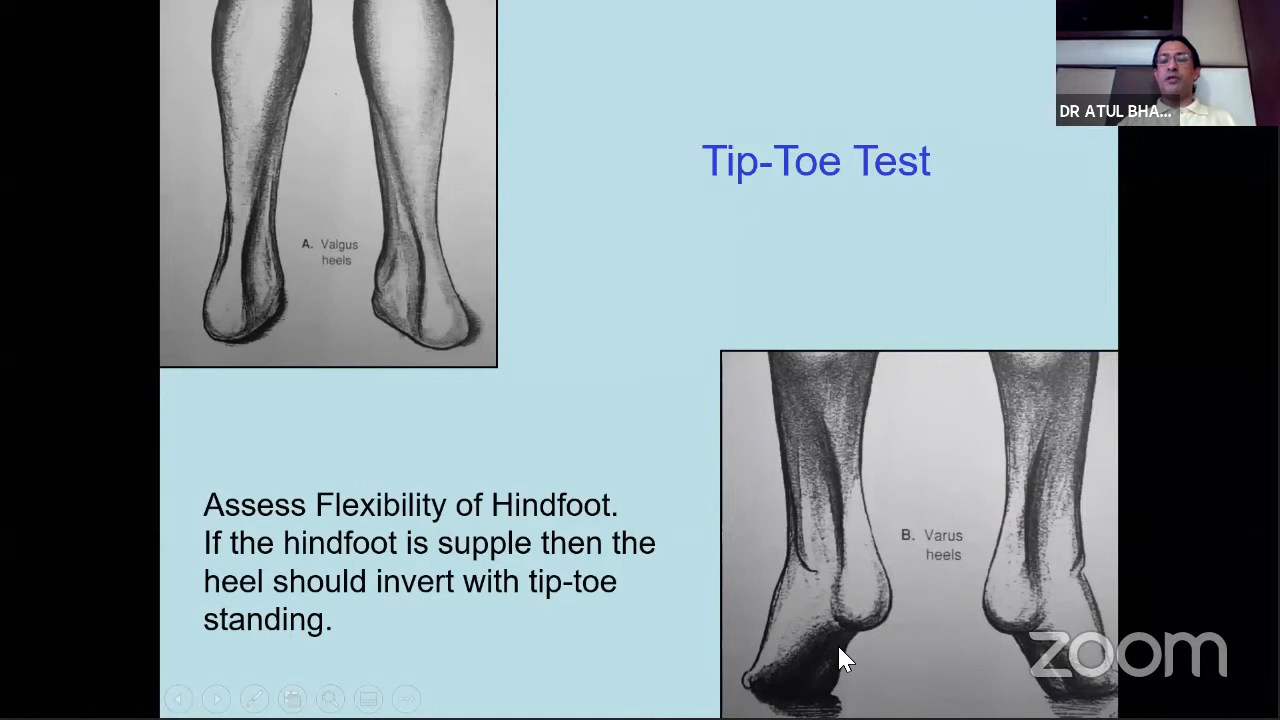 DR ATUL BHA...
Tip-Toe Test
A. Valgus
heels
Assess Flexibility of Hindfoot.
If the hindfoot is supple then the
heel should invert with tip-toe
standing.
B. Varus
heels
zoom